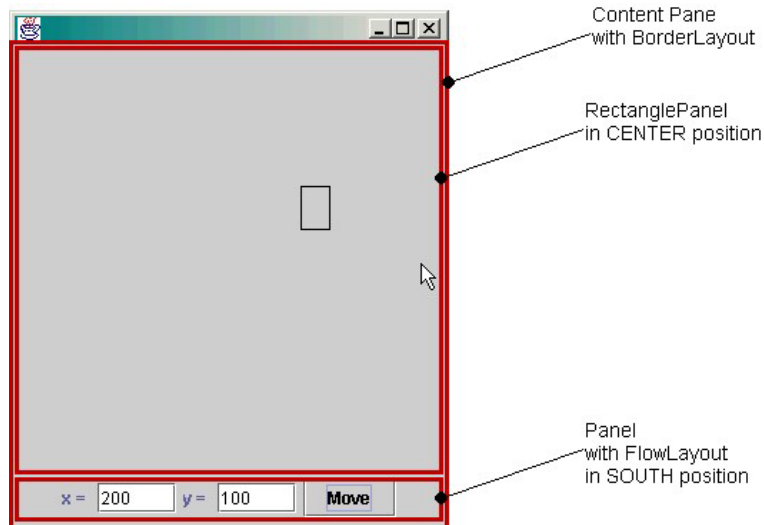 Content Pane
with BorderLayout
RectanglePanel
in CENTER position
Panel
with FlowLayout
in SOUTH position
x = 200 y = 100 Move